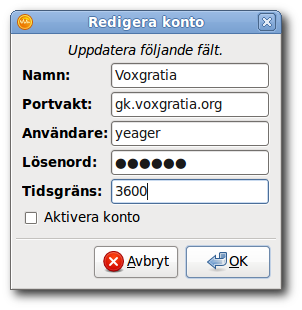 Redigera konto
Uppdatera följande fält.
Namn: Voxgratia
Portvakt: gk.voxgratia.org
Användare: yeager
Lösenord: ●●●●●●
Tidsgräns: 3600
Aktivera konto
Avbryt OK